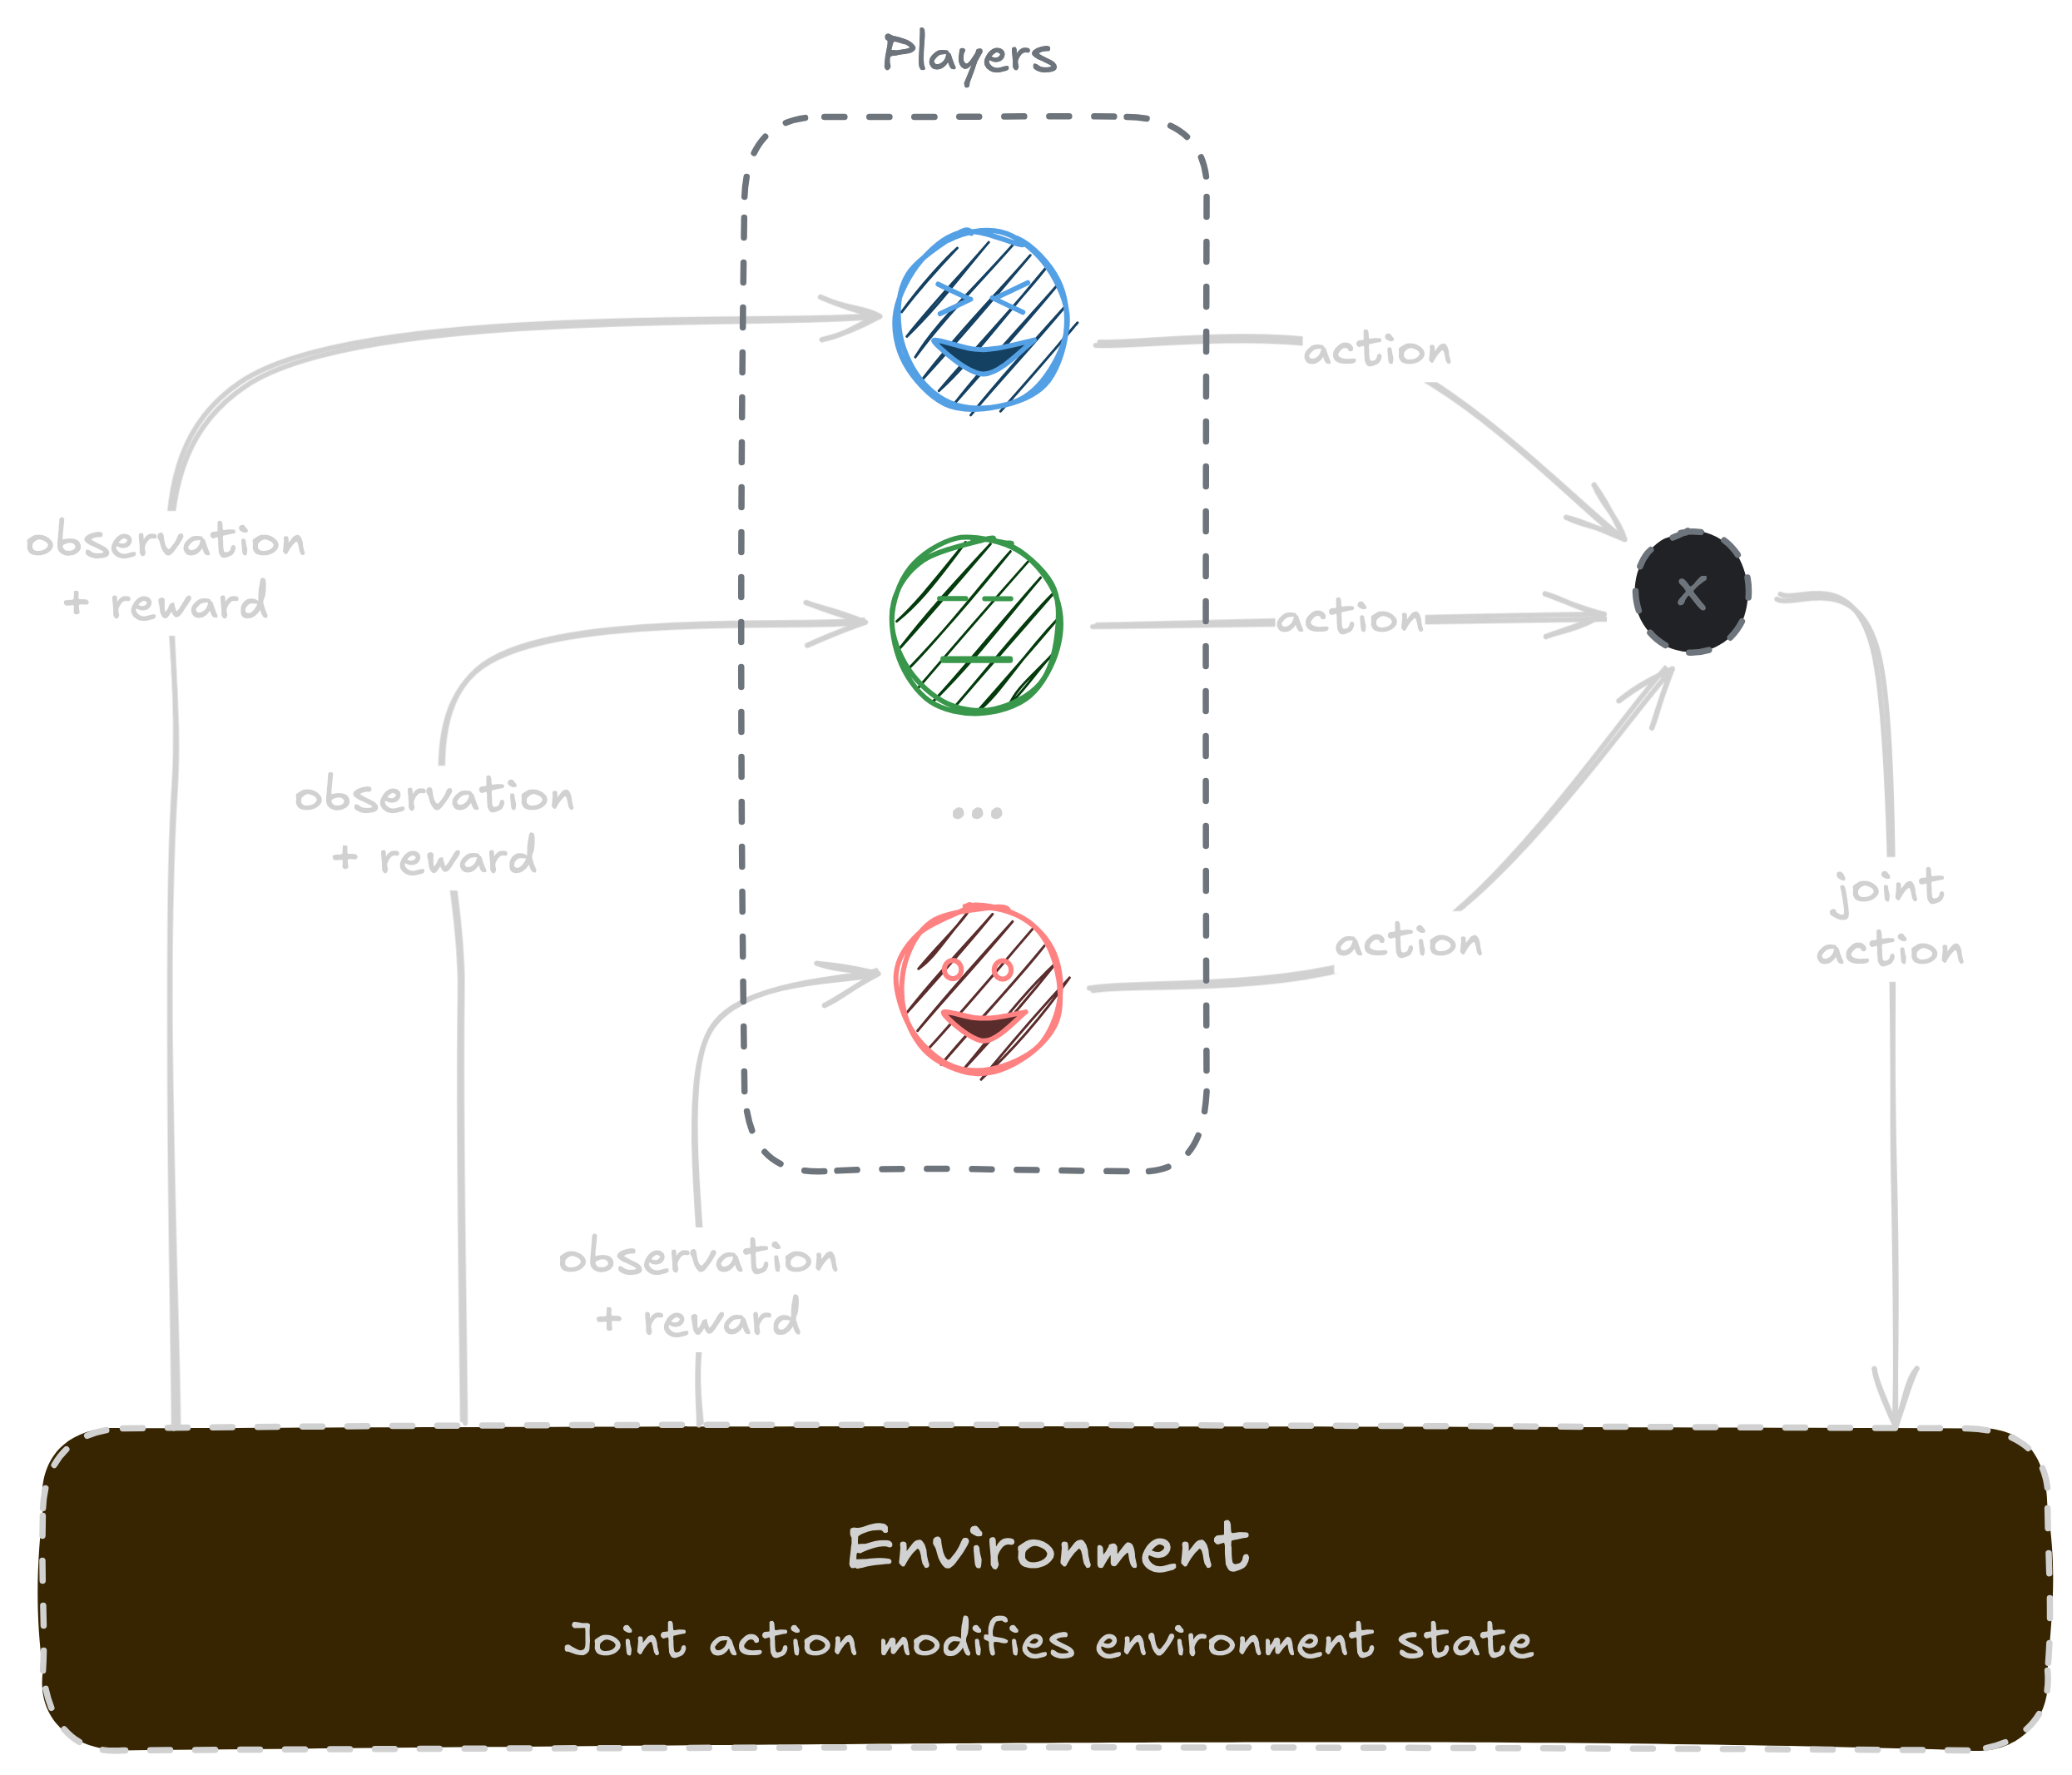 Players
action
observation
+ reward
action
x
observation
+ reward
...
joint
action
action
observation
+ reward
Environment
Joint action modifies environment state